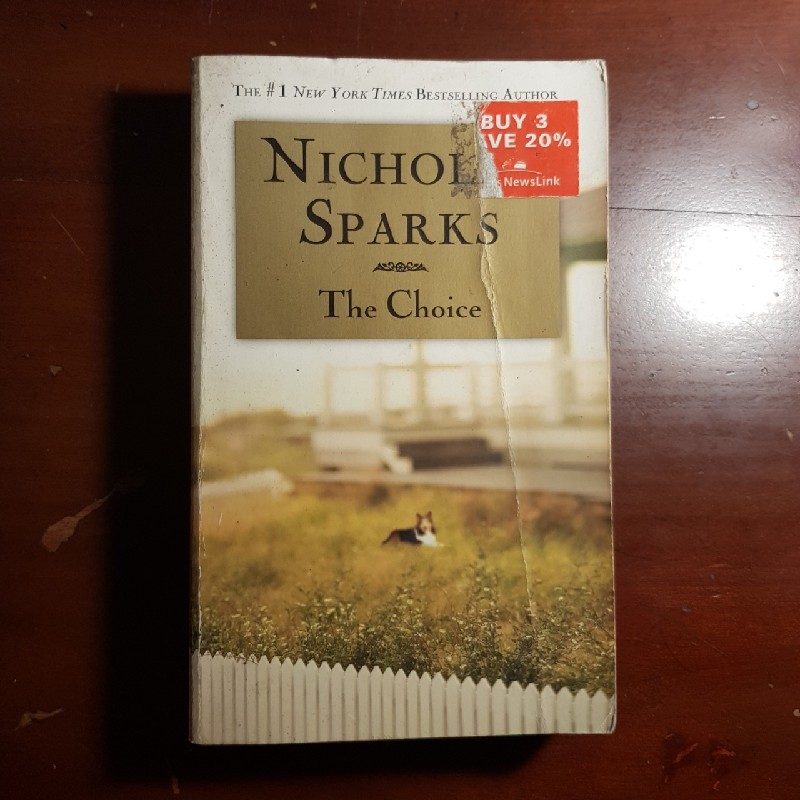 THE #1 NEW YORK TIMES BESTSELLING AUTHOR
BUY 3
VE 20%
NewsLink
NICHOL
SPARKS
The Choice